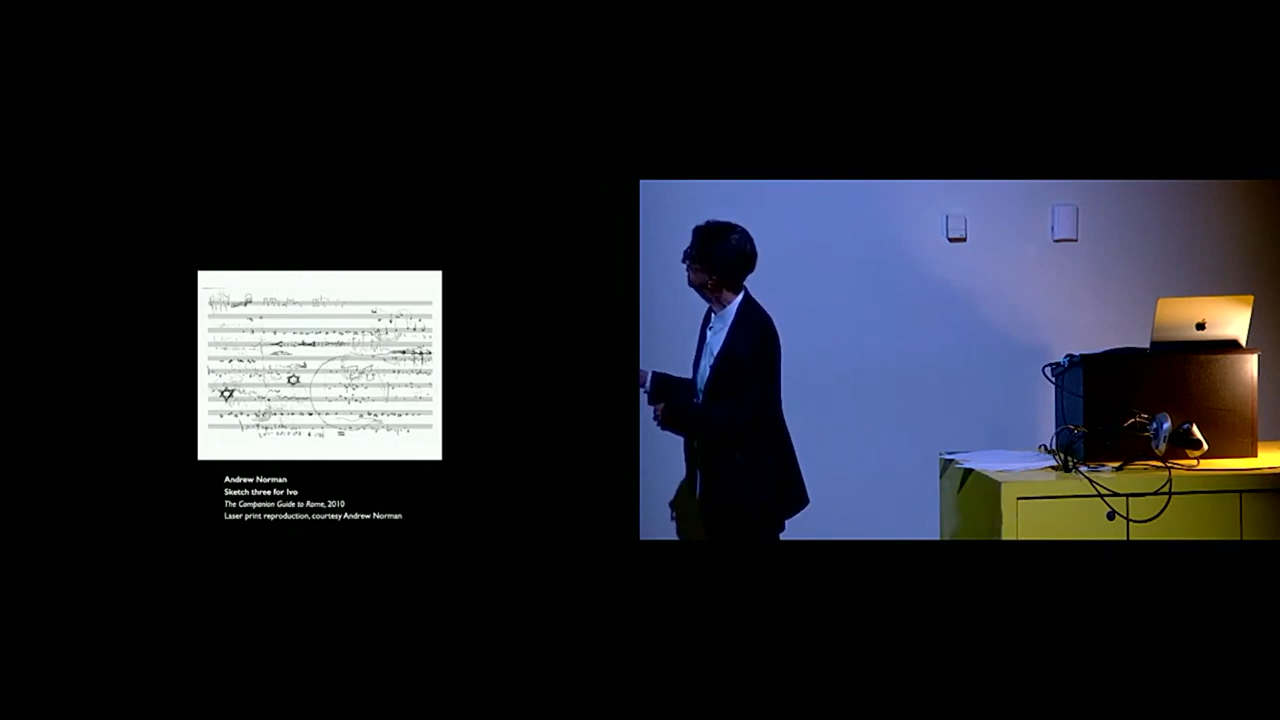 Andrew Norman
Sketch three for Ivo
The Companion Guide to Rome, 2010
Laser print reproduction, courtesy Andrew Norman